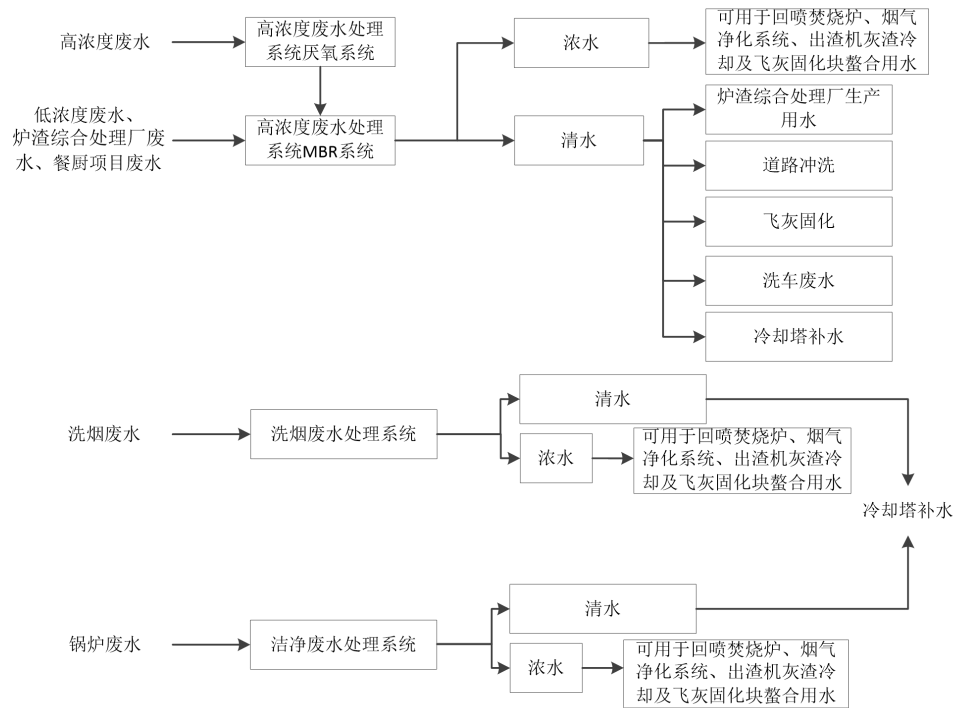 高浓度废水
高浓度废水处理
系统厌氧系统
浓水
可用于回喷焚烧炉、烟气
净化系统、出渣机灰渣冷
却及飞灰固化块螯合用水
低浓度废水、
炉渣综合处理厂废
水、餐厨项目废水
高浓度废水处理
系统MBR系统
清水
炉渣综合处理厂生产
用水
道路冲洗
飞灰固化
洗车废水
冷却塔补水
洗烟废水
洗烟废水处理系统
清水
浓水
可用于回喷焚烧炉、烟气
净化系统、出渣机灰渣冷
却及飞灰固化块螯合用水
冷却塔补水
锅炉废水
洁净废水处理系统
清水
浓水
可用于回喷焚烧炉、烟气
净化系统、出渣机灰渣冷
却及飞灰固化块螯合用水